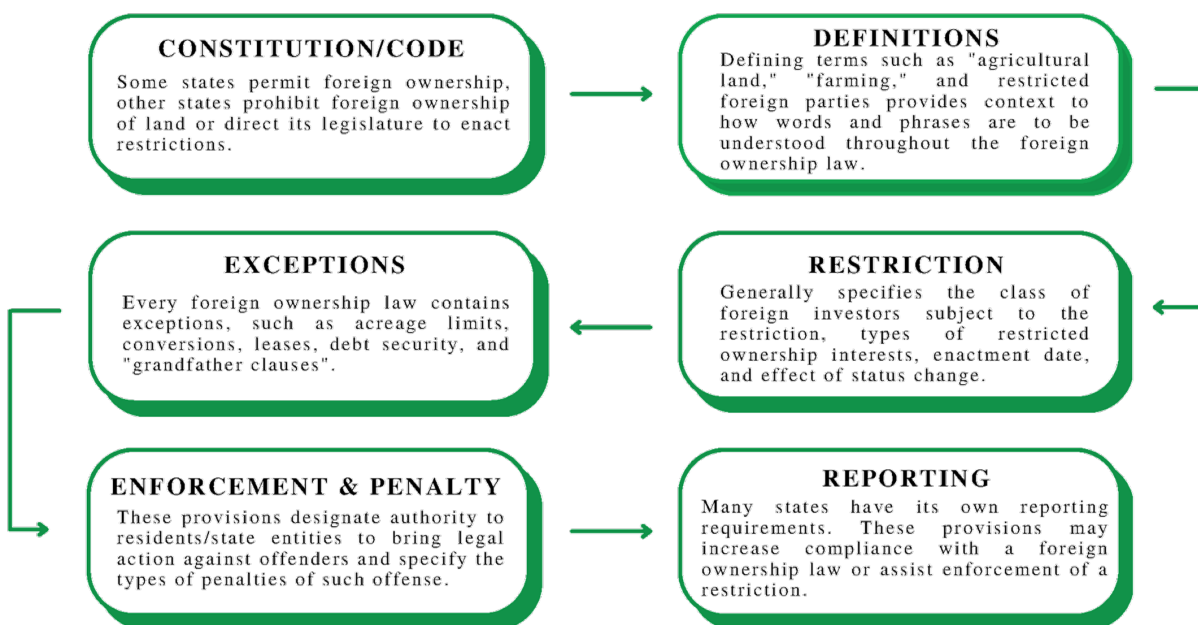 CONSTITUTION/CODE
Some states permit foreign ownership,
other states prohibit foreign ownership
of land or direct its legislature to enact
restrictions.
DEFINITIONS
Defining terms such as "agricultural
land," "farming," and restricted
foreign parties provides context to
how words and phrases are to be
understood throughout the foreign
ownership law.
RESTRICTION
Generally specifies the class of
foreign investors subject to the
restriction, types of restricted
ownership interests, enactment date,
and effect of status change.
EXCEPTIONS
Every foreign ownership law contains
exceptions, such as acreage limits,
conversions, leases, debt security, and
"grandfather clauses".
ENFORCEMENT & PENALTY
These provisions designate authority to
residents/state entities to bring legal
action against offenders and specify the
types of penalties of such offense.
REPORTING
Many states have its own reporting
requirements. These provisions may
increase compliance with a foreign
ownership law or assist enforcement of a
restriction.